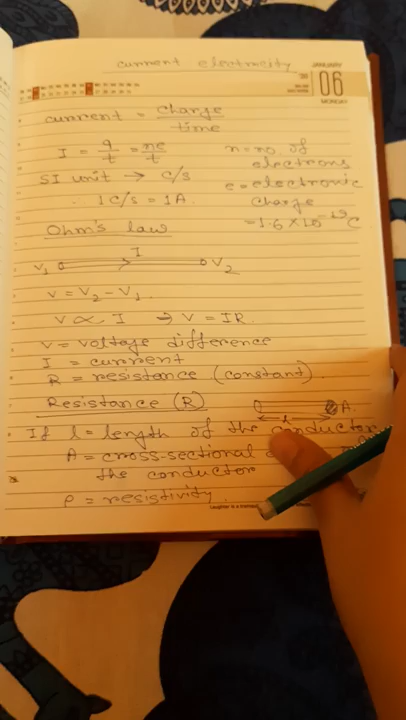 current electricity
JANUARY
06
MONDAY
current = charge/time
I = q/t = ne/t
n = no. of electrons
SI unit → C/s
e = electronic charge
∴ 1 C/s = 1A.
= 1.6 × 10⁻¹⁹ C
Ohm's law
I
V₁ V₂
V = V₂ - V₁.
V ∝ I ⇒ V = IR.
V = voltage difference
I = current
R = resistance (constant).
Resistance (R)
A.
l
If l = length of the conductor
A = cross-sectional
the conductor
ρ = resistivity.